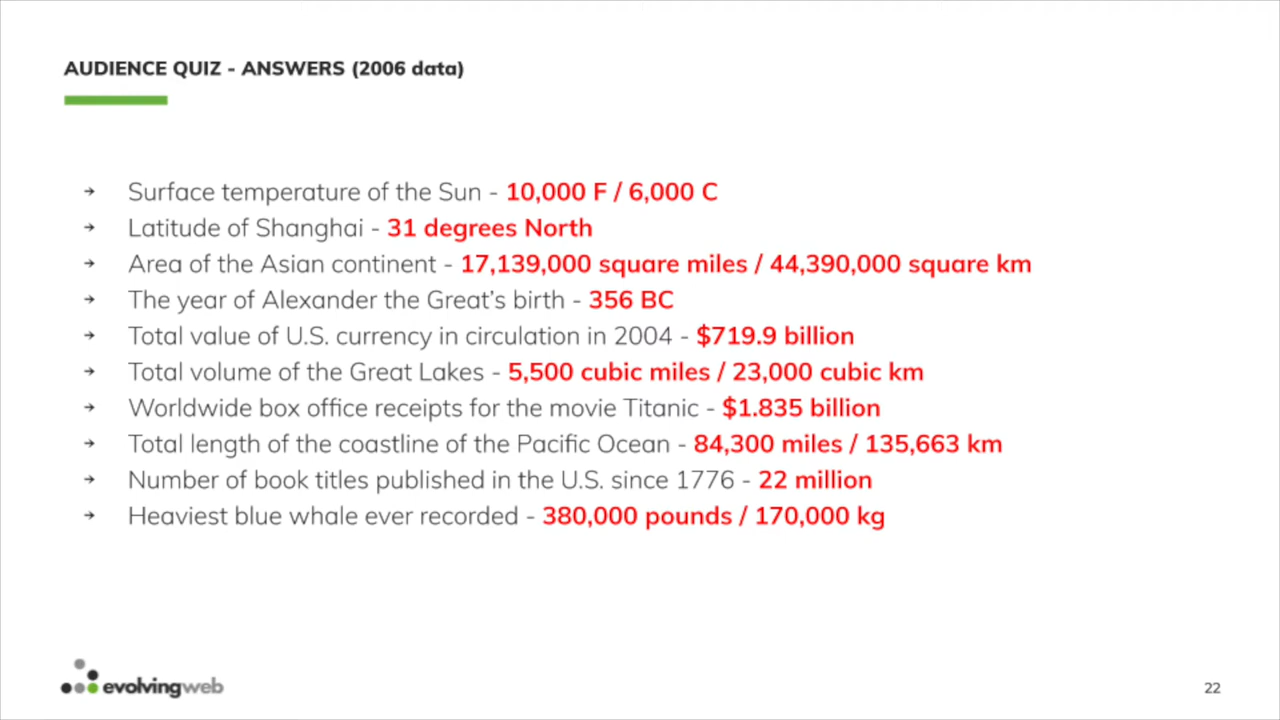 AUDIENCE QUIZ - ANSWERS (2006 data)
→ Surface temperature of the Sun - 10,000 F / 6,000 C
→ Latitude of Shanghai - 31 degrees North
→ Area of the Asian continent - 17,139,000 square miles / 44,390,000 square km
→ The year of Alexander the Great's birth - 356 BC
→ Total value of U.S. currency in circulation in 2004 - $719.9 billion
→ Total volume of the Great Lakes - 5,500 cubic miles / 23,000 cubic km
→ Worldwide box office receipts for the movie Titanic - $1.835 billion
→ Total length of the coastline of the Pacific Ocean - 84,300 miles / 135,663 km
→ Number of book titles published in the U.S. since 1776 - 22 million
→ Heaviest blue whale ever recorded - 380,000 pounds / 170,000 kg
evolvingweb
22